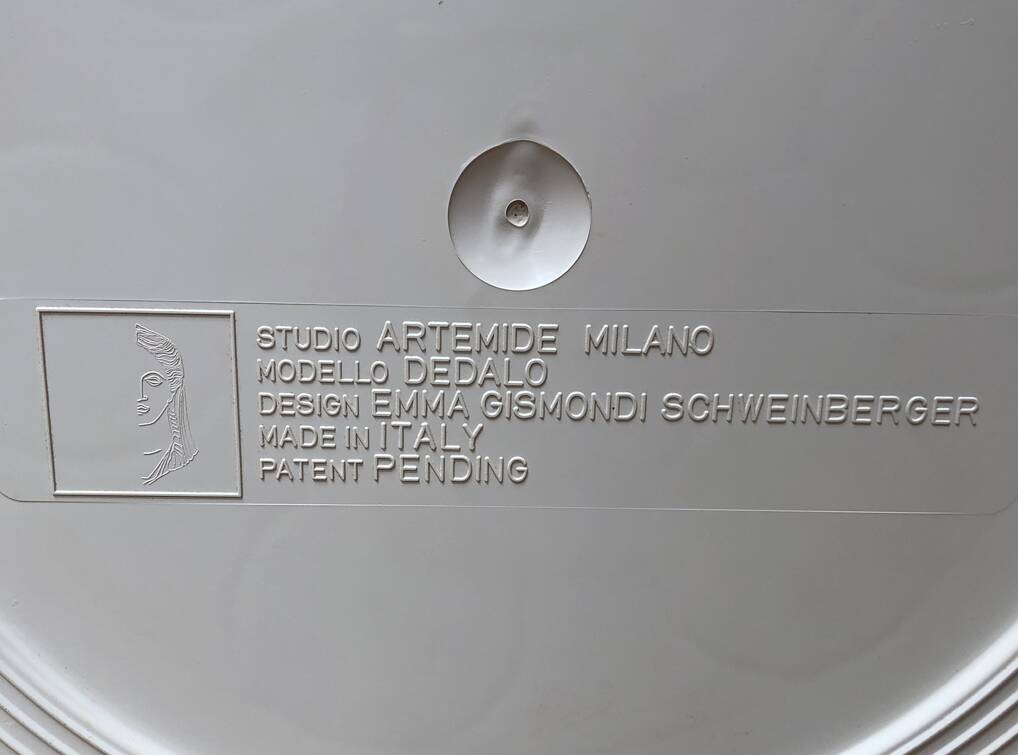 STUDIO ARTEMIDE MILANO
MODELLO DEDALO
DESIGN EMMA GISMONDI SCHWEINBERGER
MADE IN ITALY
PATENT PENDING